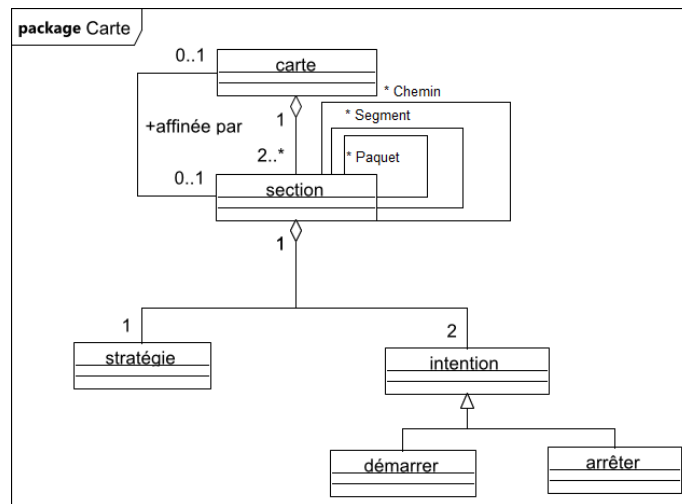 package Carte
0..1
carte
* Chemin
1
* Segment
+affinée par
2..*
* Paquet
0..1
section
1
1
2
stratégie
intention
démarrer
arrêter